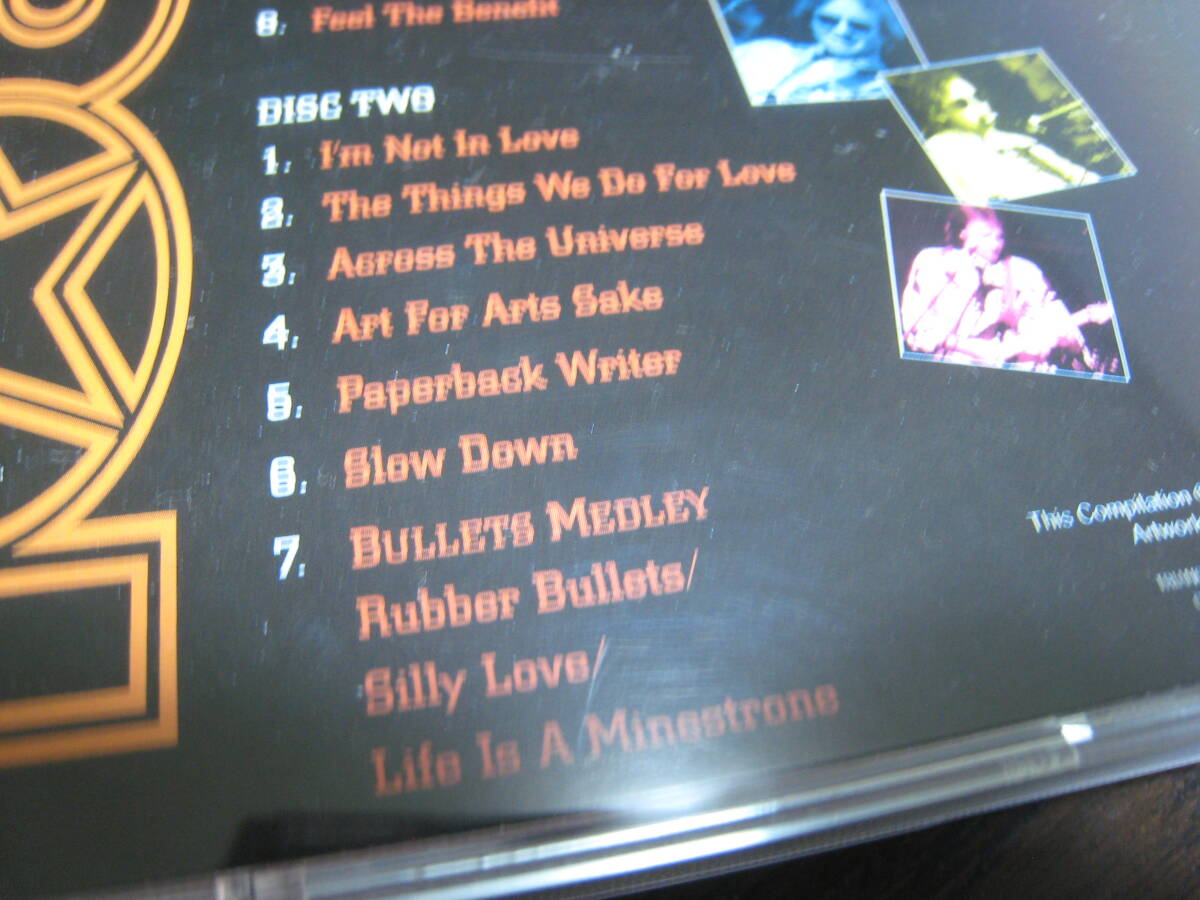 8. Feel The Benefit
DISC TWO
1. I'm Not In Love
2. The Things We Do For Love
3. Across The Universe
4. Art For Arts Sake
5. Paperback Writer
6. Slow Down
7. BULLETS MEDLEY
Rubber Bullets/
Silly Love/
Life Is A Minestrone
This Compilation
Artwork